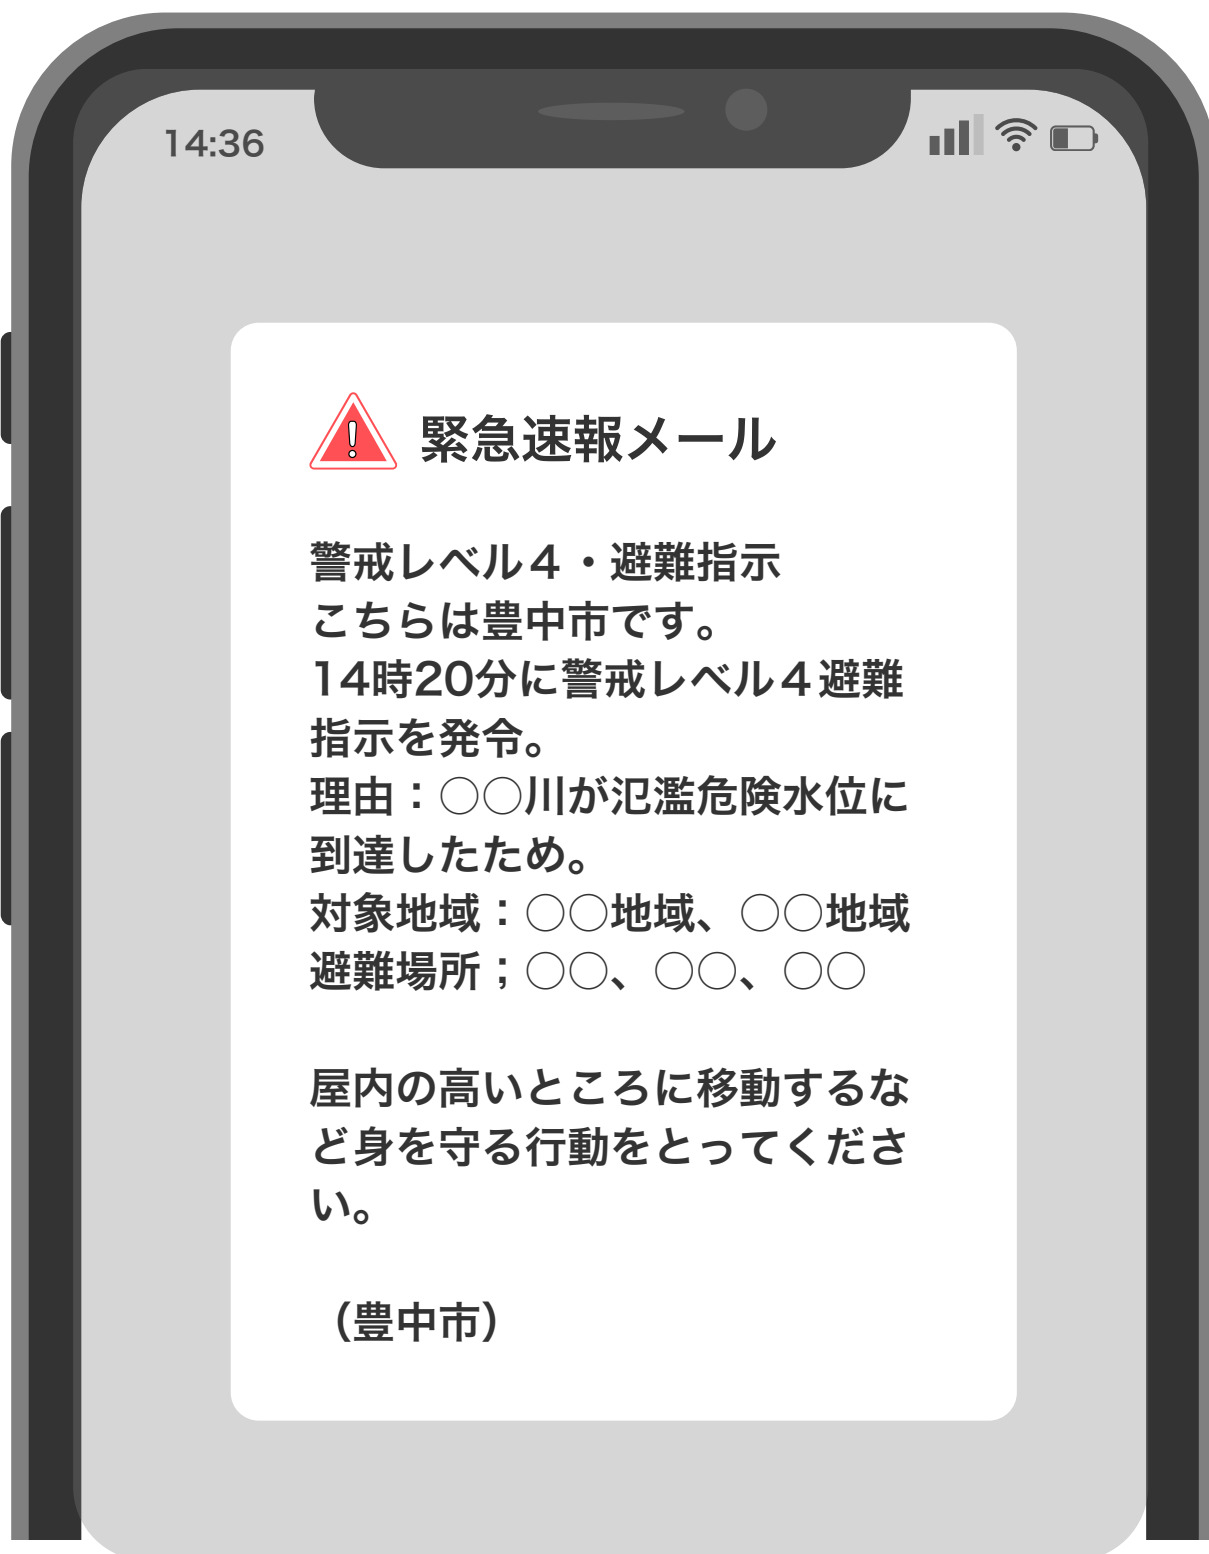 14:36
緊急速報メール
警戒レベル４・避難指示
こちらは豊中市です。
14時20分に警戒レベル４避難
指示を発令。
理由：○○川が氾濫危険水位に
到達したため。
対象地域：○○地域、○○地域
避難場所；○○、○○、○○
屋内の高いところに移動するな
ど身を守る行動をとってくださ
い。
（豊中市）